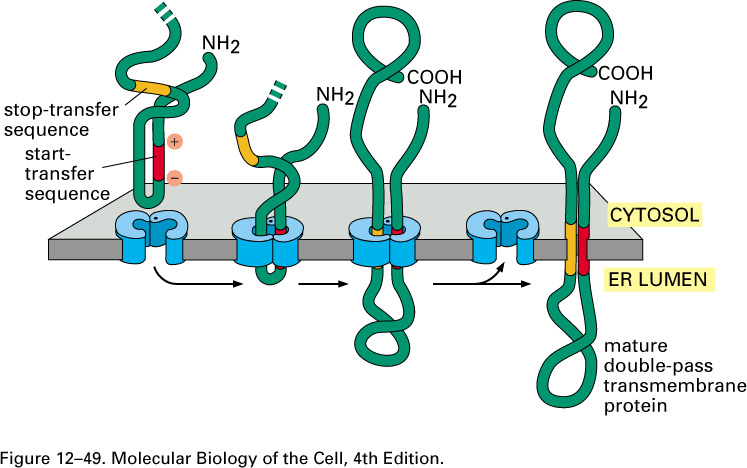 NH2
stop-transfer
sequence
start-
transfer
sequence
+
−
NH2
COOH
NH2
COOH
NH2
CYTOSOL
ER LUMEN
mature
double-pass
transmembrane
protein
Figure 12–49. Molecular Biology of the Cell, 4th Edition.